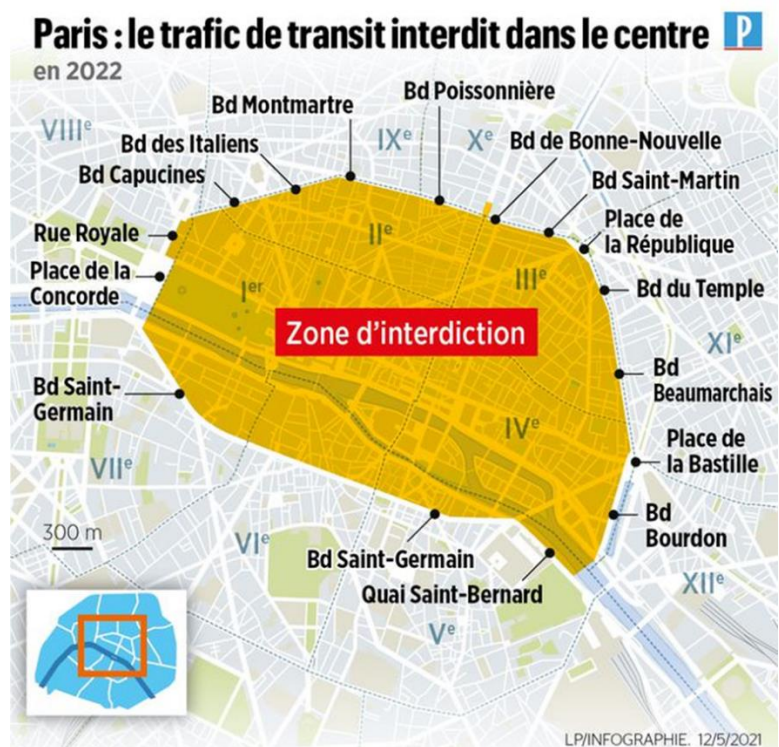 Paris : le trafic de transit interdit dans le centre
P
en 2022
Bd Poissonnière
Bd Montmartre
VIIIe
IXe
Xe
Bd des Italiens
Bd de Bonne-Nouvelle
Bd Capucines
Bd Saint-Martin
Rue Royale
IIe
Place de
la République
Place de la
Concorde
Ier
IIIe
Bd du Temple
Zone d’interdiction
XIe
Bd
Beaumarchais
Bd Saint-
Germain
IVe
Place de
la Bastille
VIIe
300 m
VIe
Bd
Bourdon
Bd Saint-Germain
XIIe
Quai Saint-Bernard
Ve
LP/INFOGRAPHIE. 12/5/2021